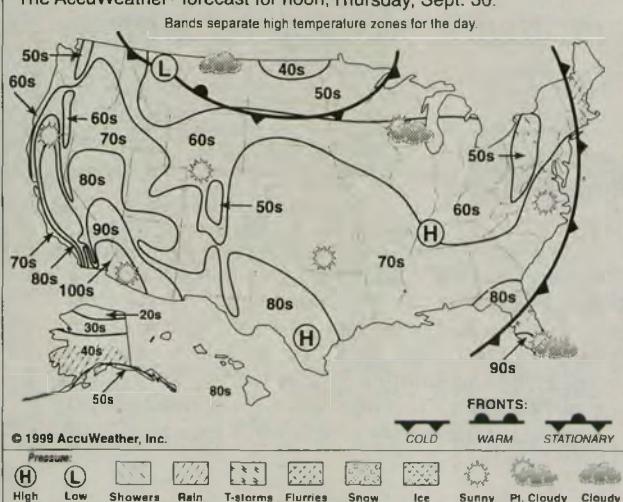 The AccuWeather® forecast for noon, Thursday, Sept. 30.
Bands separate high temperature zones for the day.
50s
L
40s
60s
50s
60s
70s
60s
80s
50s
50s
60s
90s
H
70s
70s
80s
100s
80s
80s
H
20s
30s
40s
50s
80s
90s
FRONTS:
COLD WARM STATIONARY
© 1999 AccuWeather, Inc.
Pressure:
H L
High Low Showers Rain T-storms Flurries Snow Ice Sunny Pt. Cloudy Cloudy